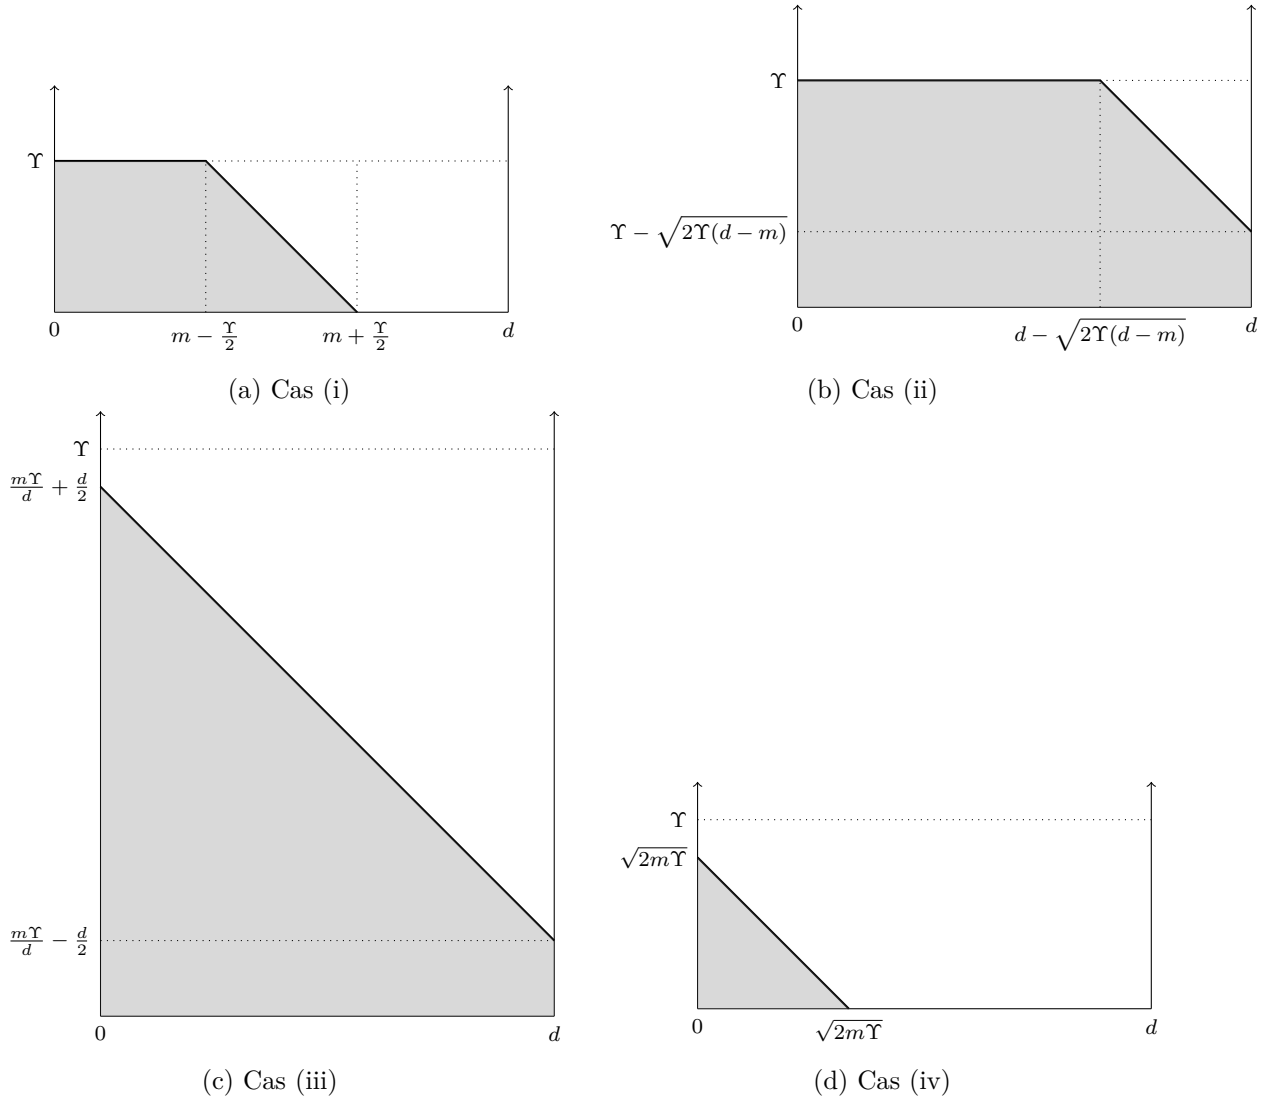 ϒ
0
m − ϒ/2
m + ϒ/2
d
(a) Cas (i)
ϒ
ϒ − √(2ϒ(d − m))
0
d − √(2ϒ(d − m))
d
(b) Cas (ii)
ϒ
mϒ/d + d/2
mϒ/d − d/2
0
d
(c) Cas (iii)
ϒ
√(2mϒ)
0
√(2mϒ)
d
(d) Cas (iv)